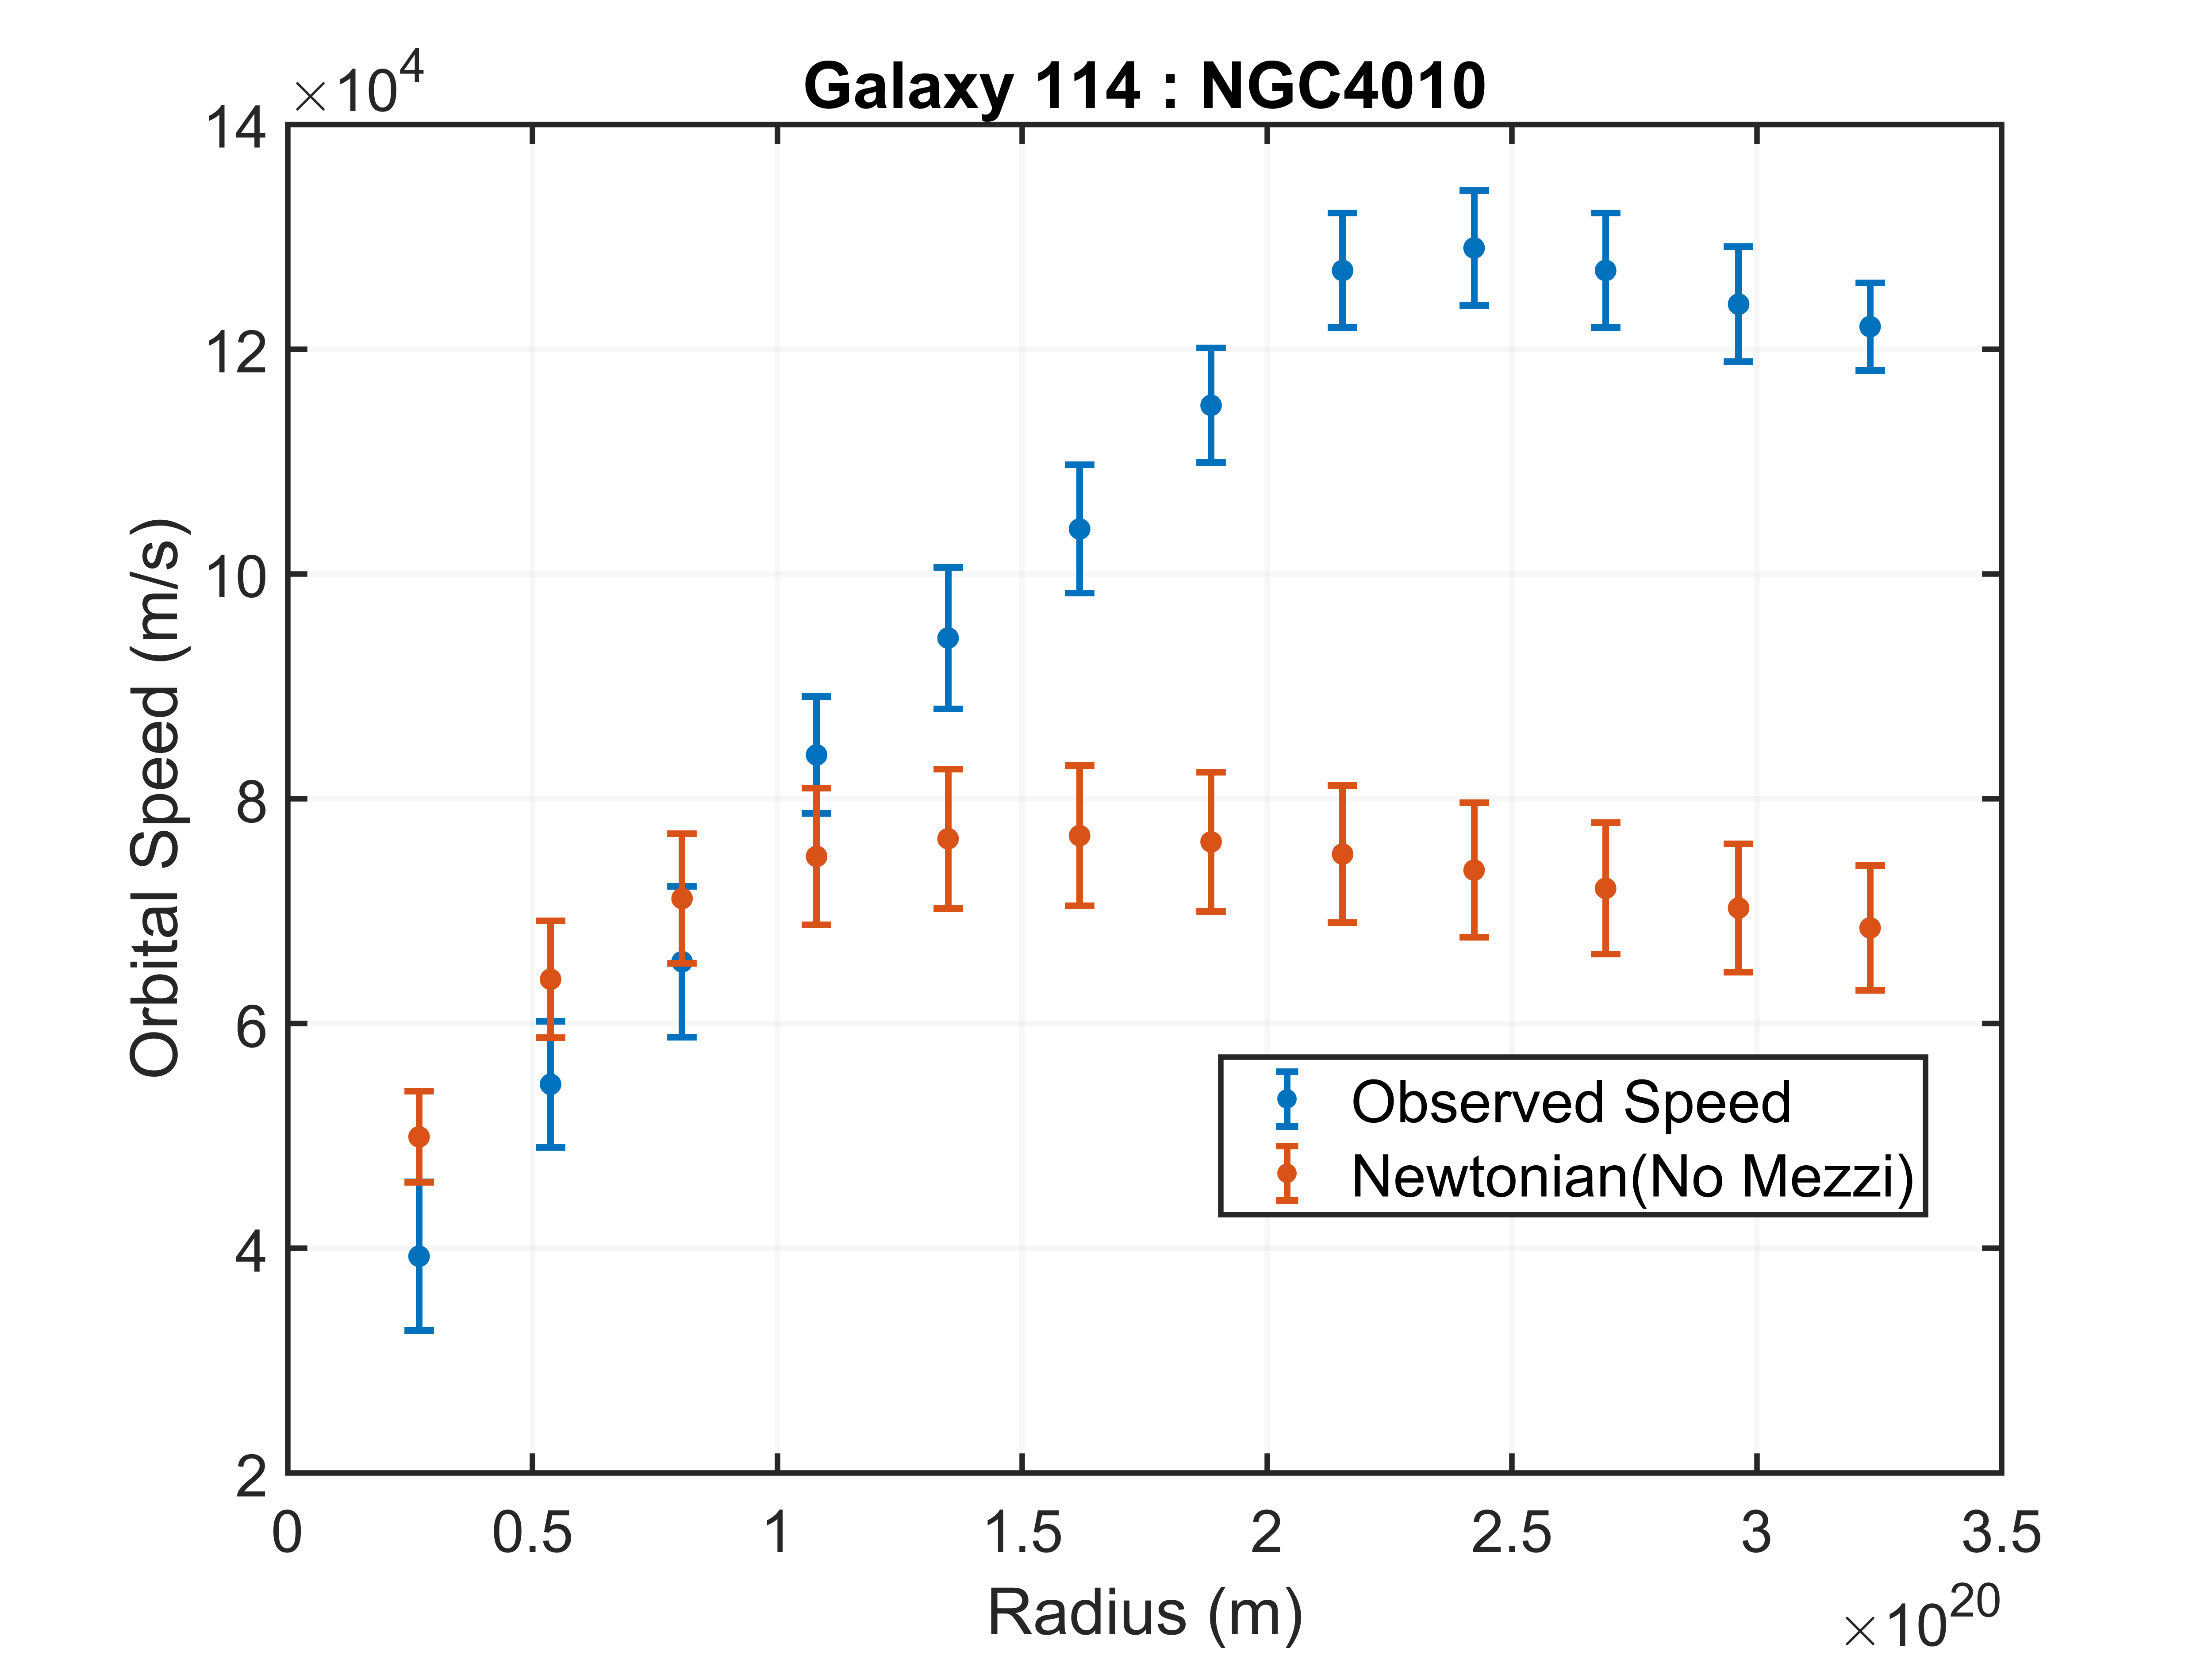 ×10⁴
Galaxy 114 : NGC4010
14
12
10
8
6
4
2
Orbital Speed (m/s)
Observed Speed
Newtonian(No Mezzi)
0 0.5 1 1.5 2 2.5 3 3.5
Radius (m)
×10²⁰